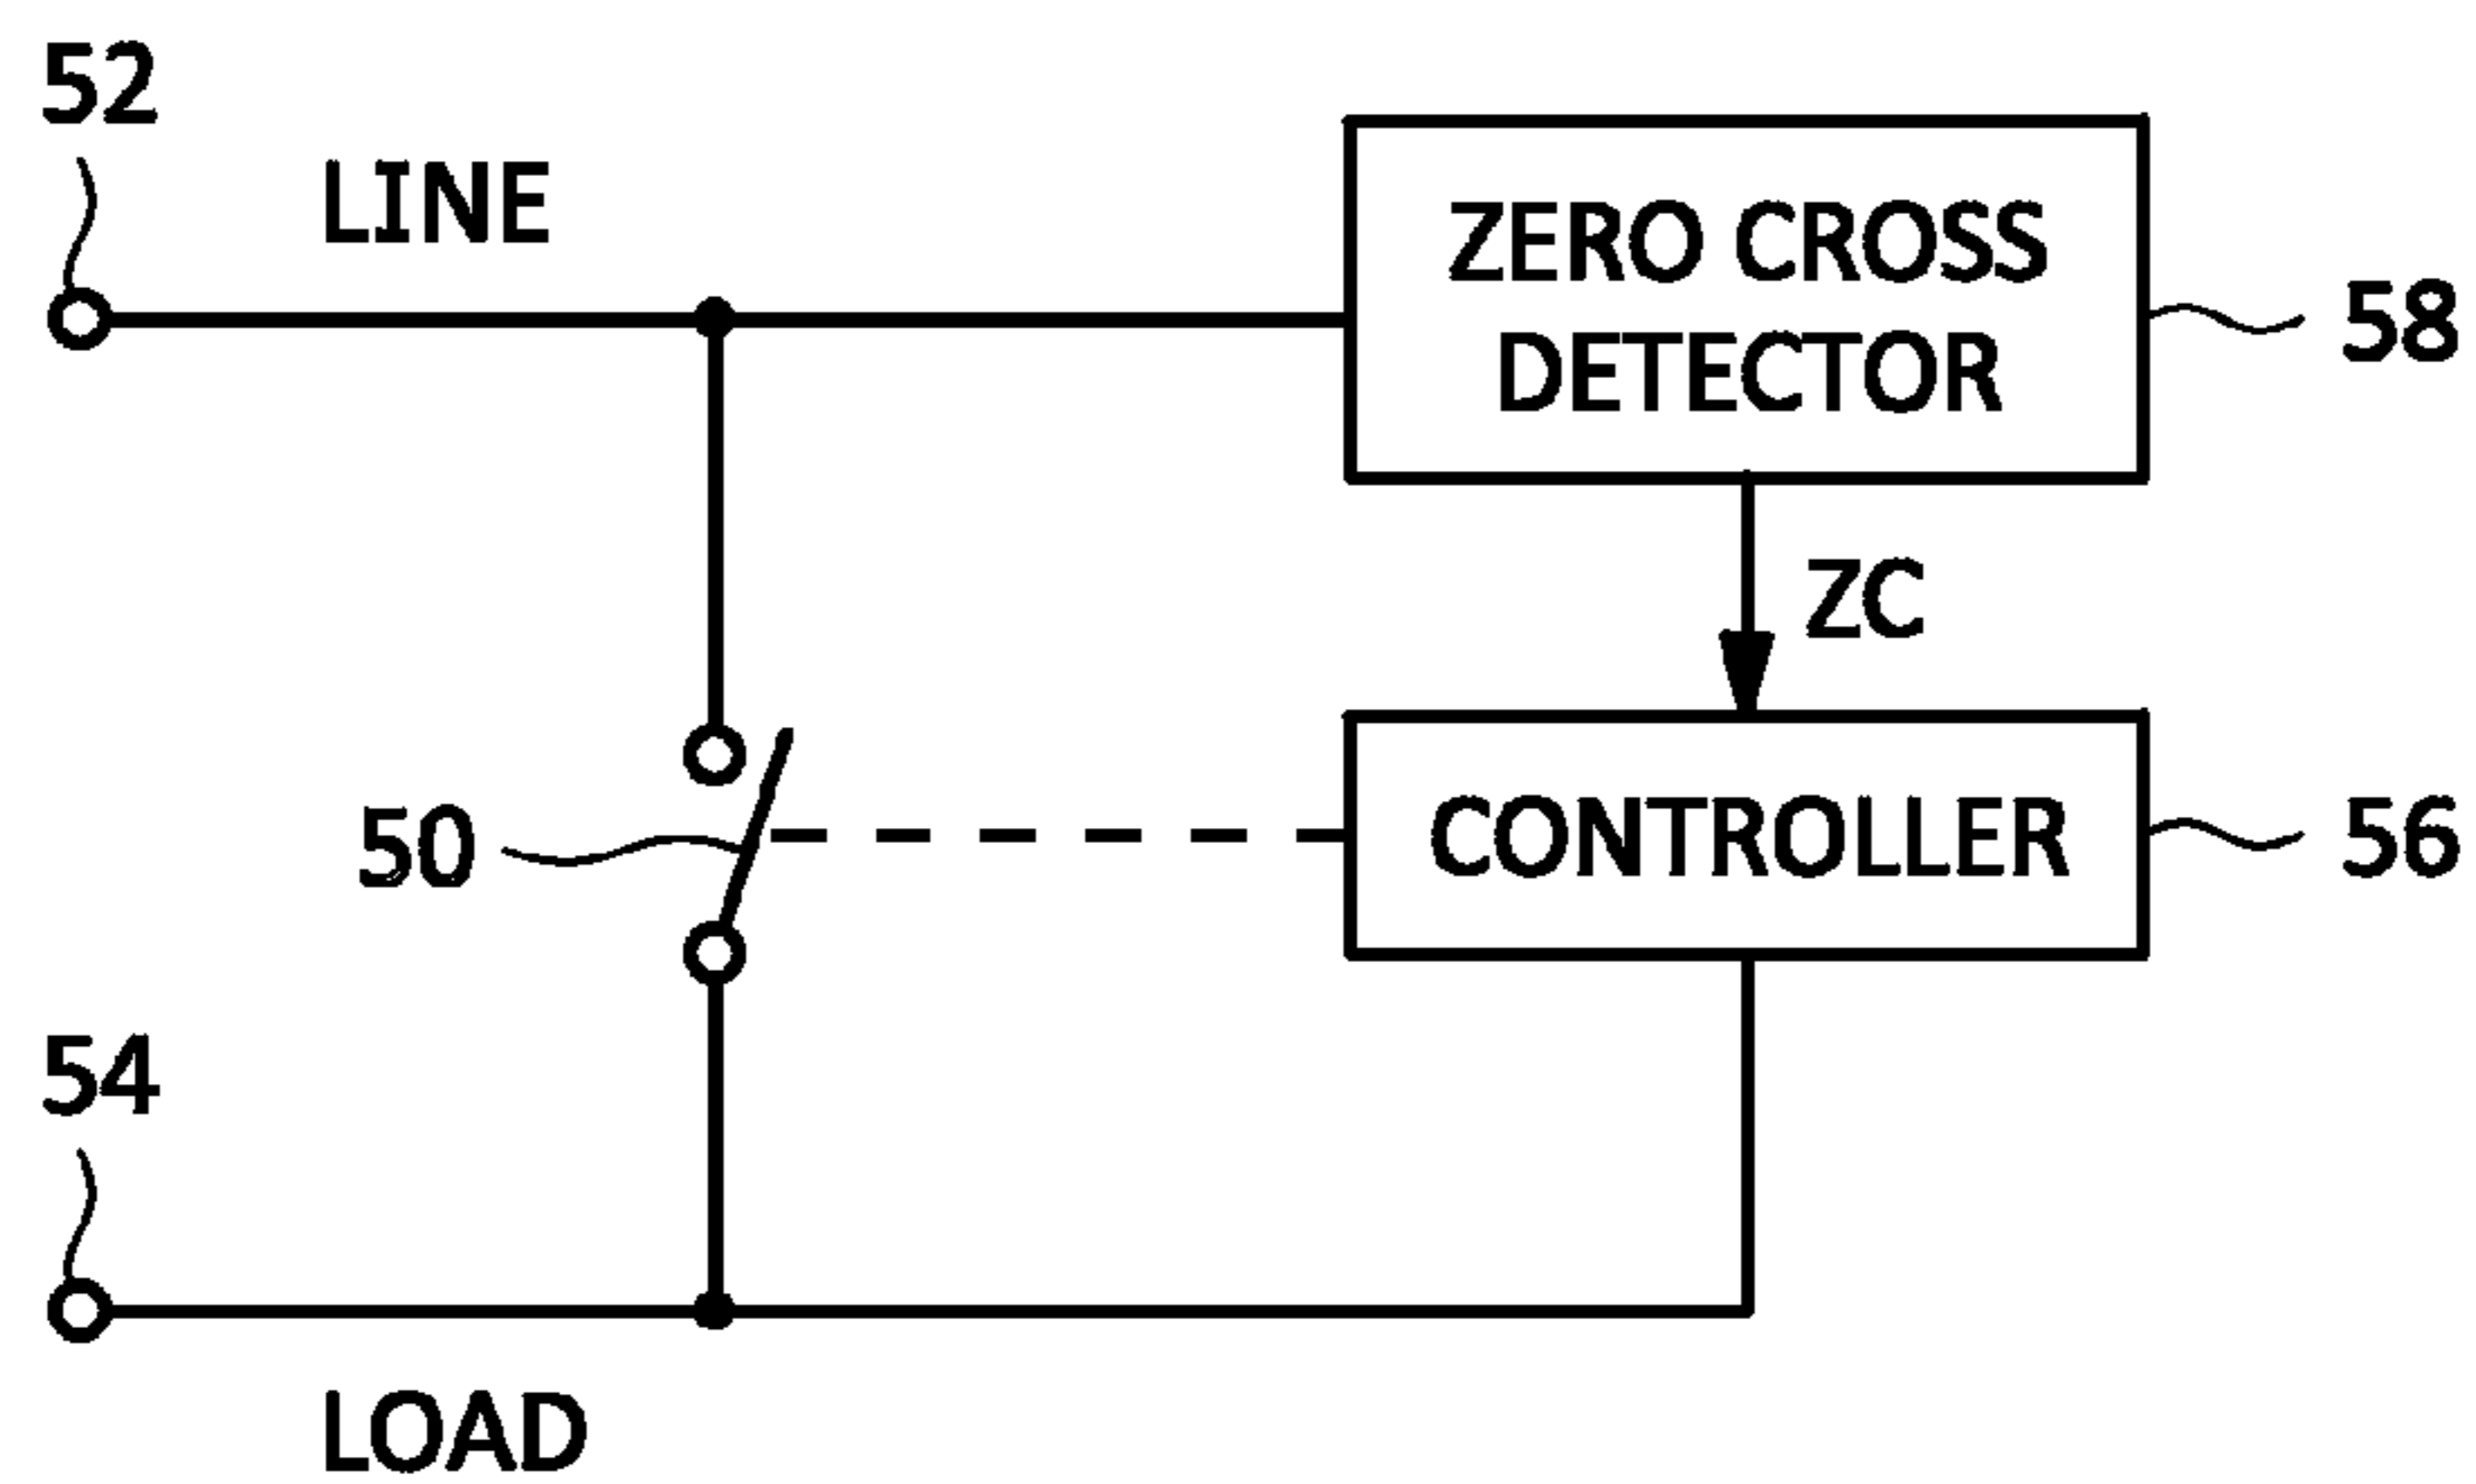 52
LINE
ZERO CROSS
DETECTOR
58
ZC
50
CONTROLLER
56
54
LOAD